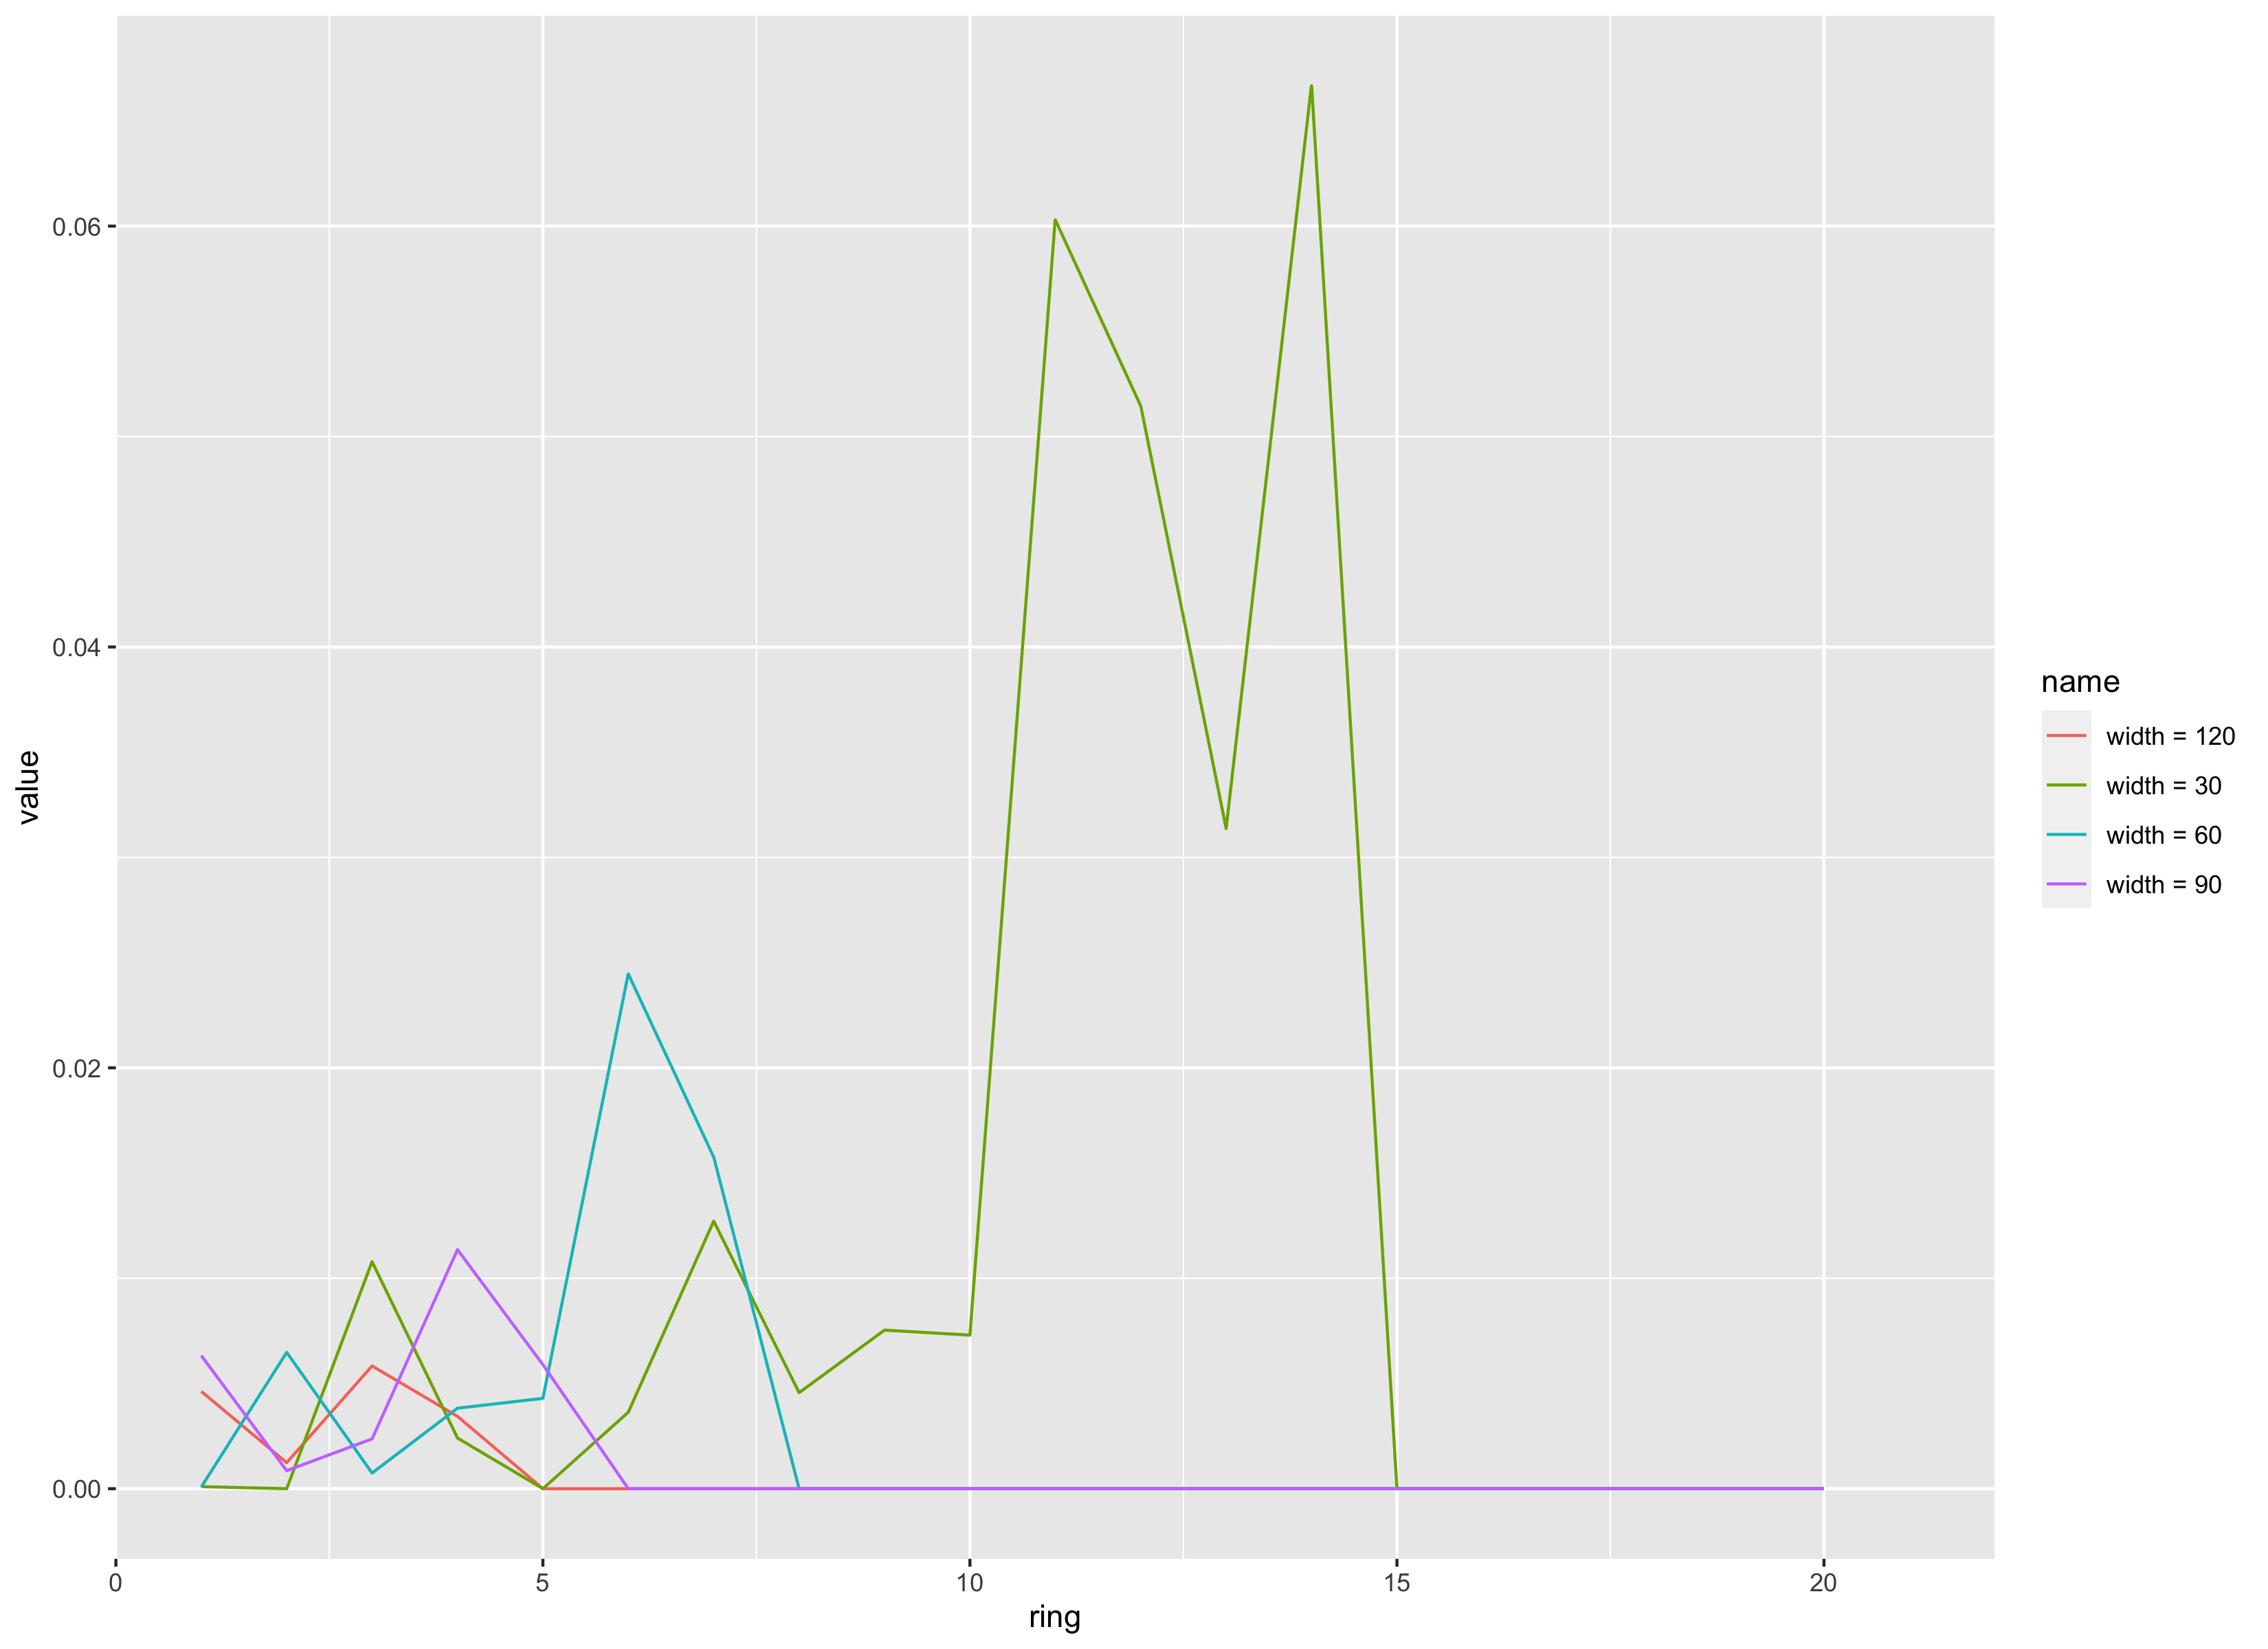 0.06
0.04
0.02
0.00
value
0 5 10 15 20
ring
name
width = 120
width = 30
width = 60
width = 90